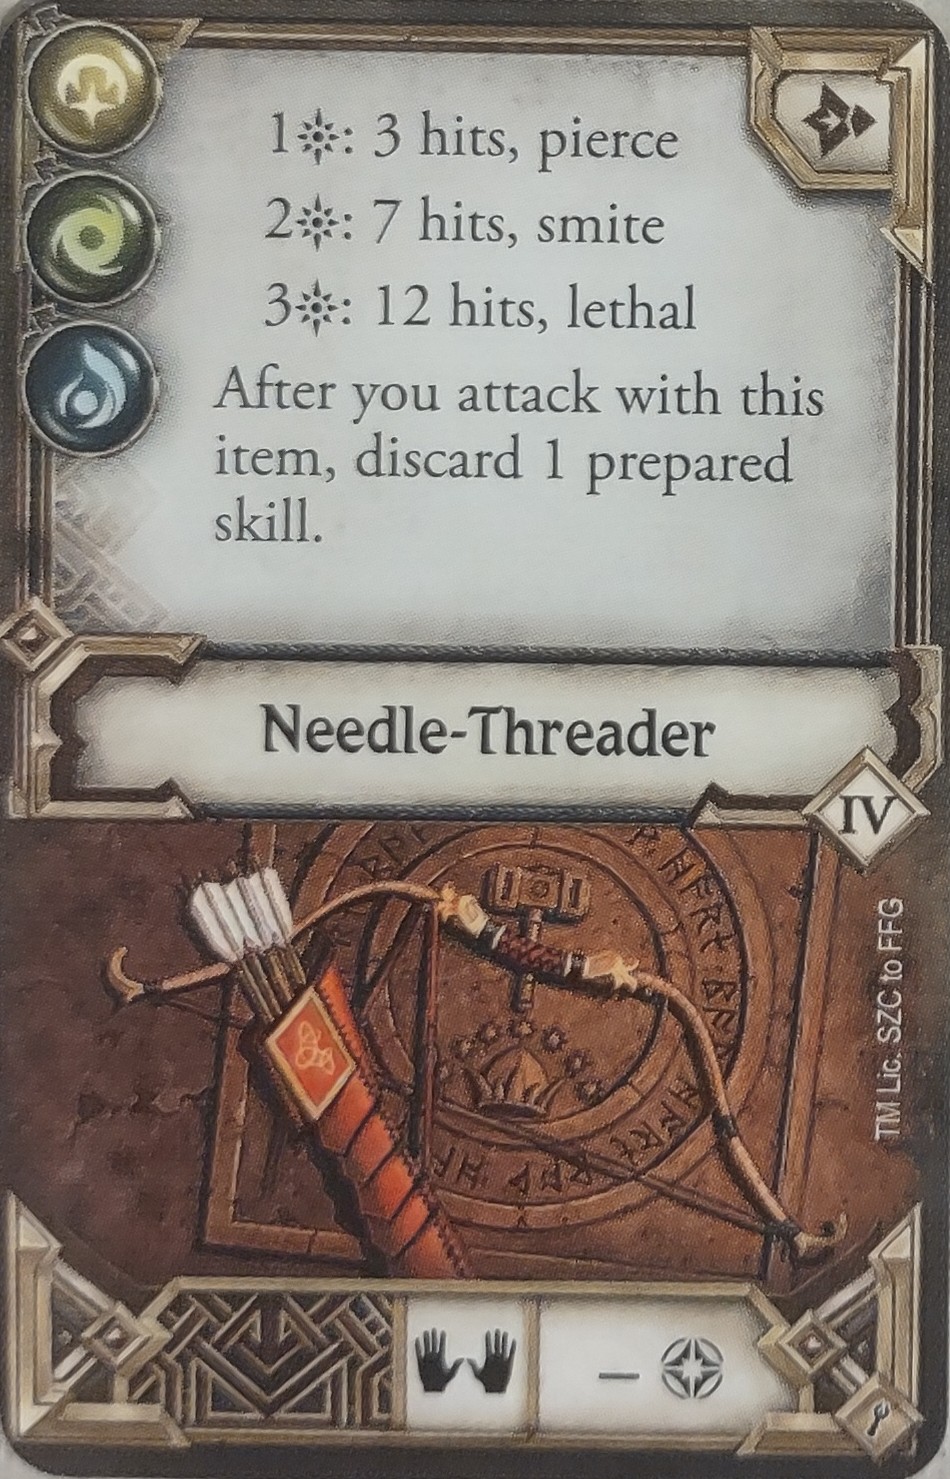 1☀: 3 hits, pierce
2☀: 7 hits, smite
3☀: 12 hits, lethal
After you attack with this
item, discard 1 prepared
skill.
Needle-Threader
IV
TM Lic. SZC to FFG
–